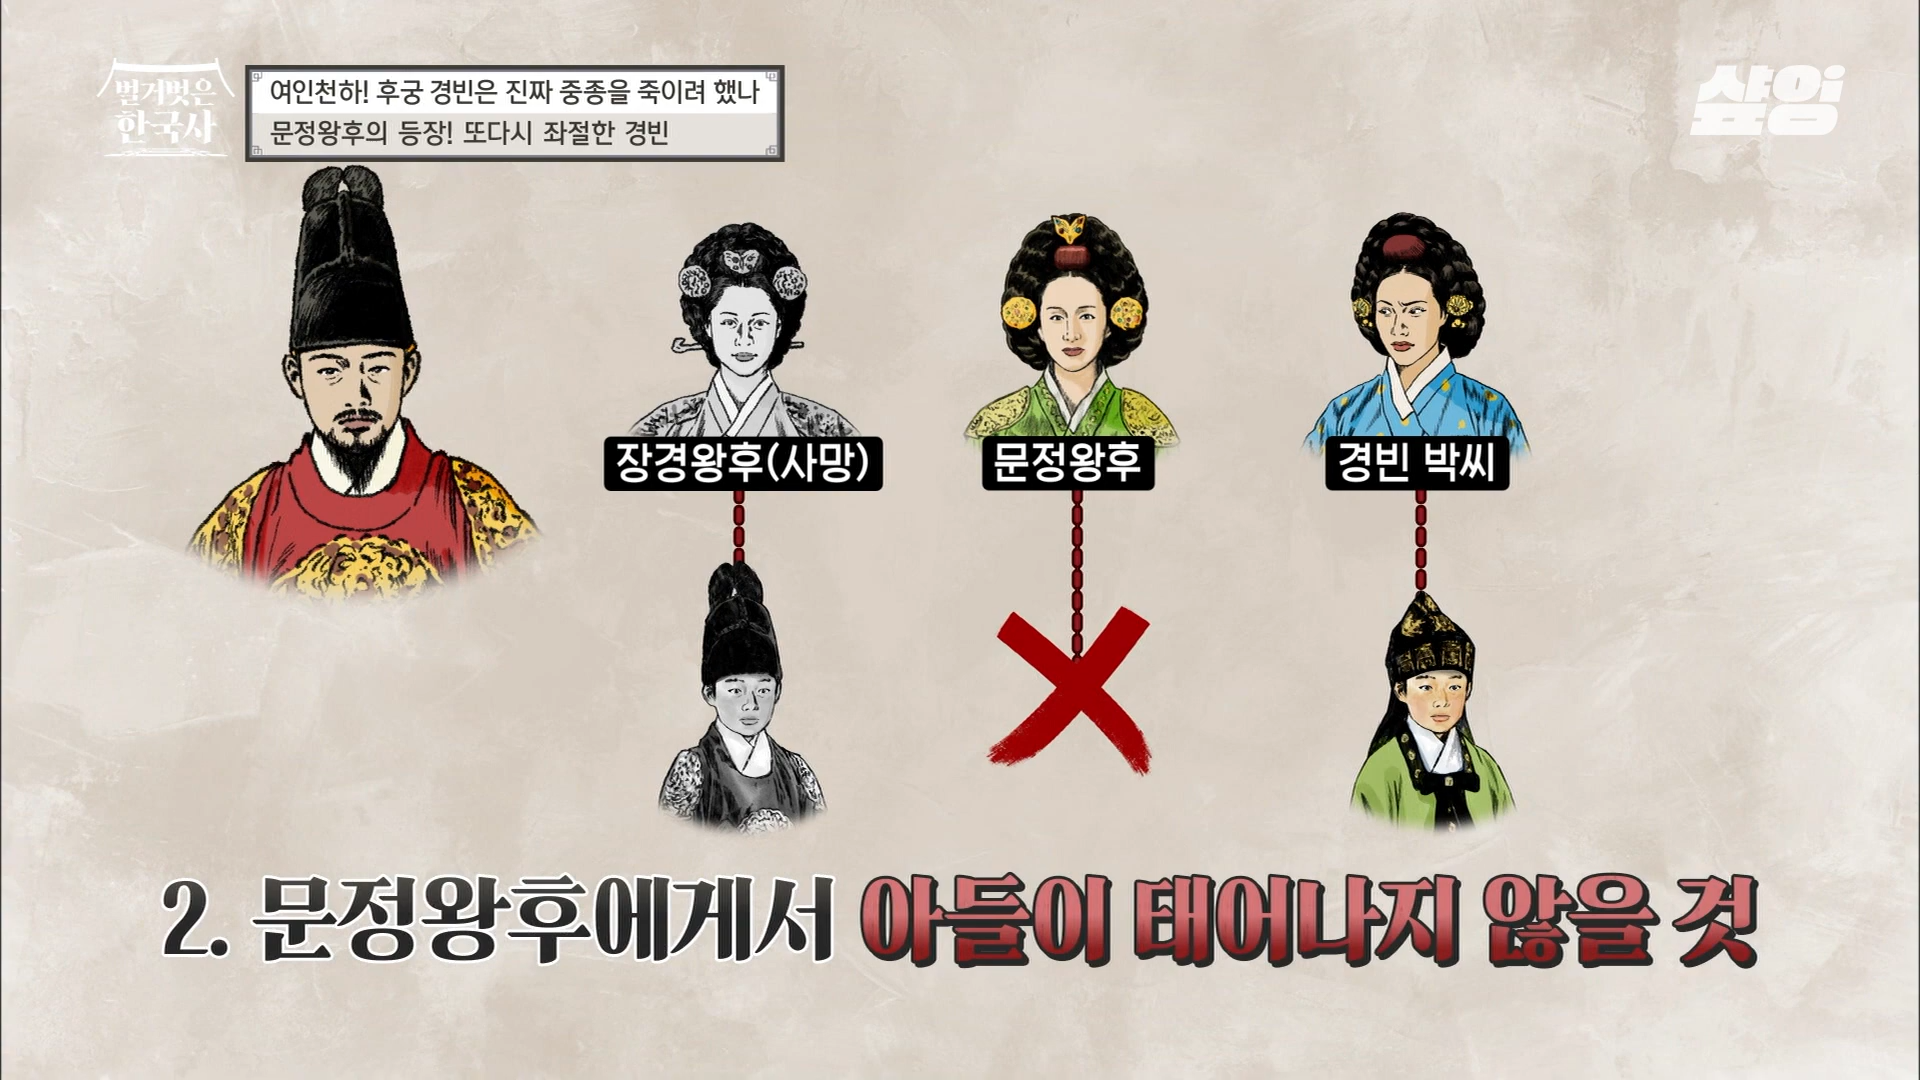 벌거벗은
한국사
여인천하! 후궁 경빈은 진짜 중종을 죽이려 했나
문정왕후의 등장! 또다시 좌절한 경빈
샾잉
장경왕후(사망)
문정왕후
경빈 박씨
2. 문정왕후에게서 아들이 태어나지 않을 것